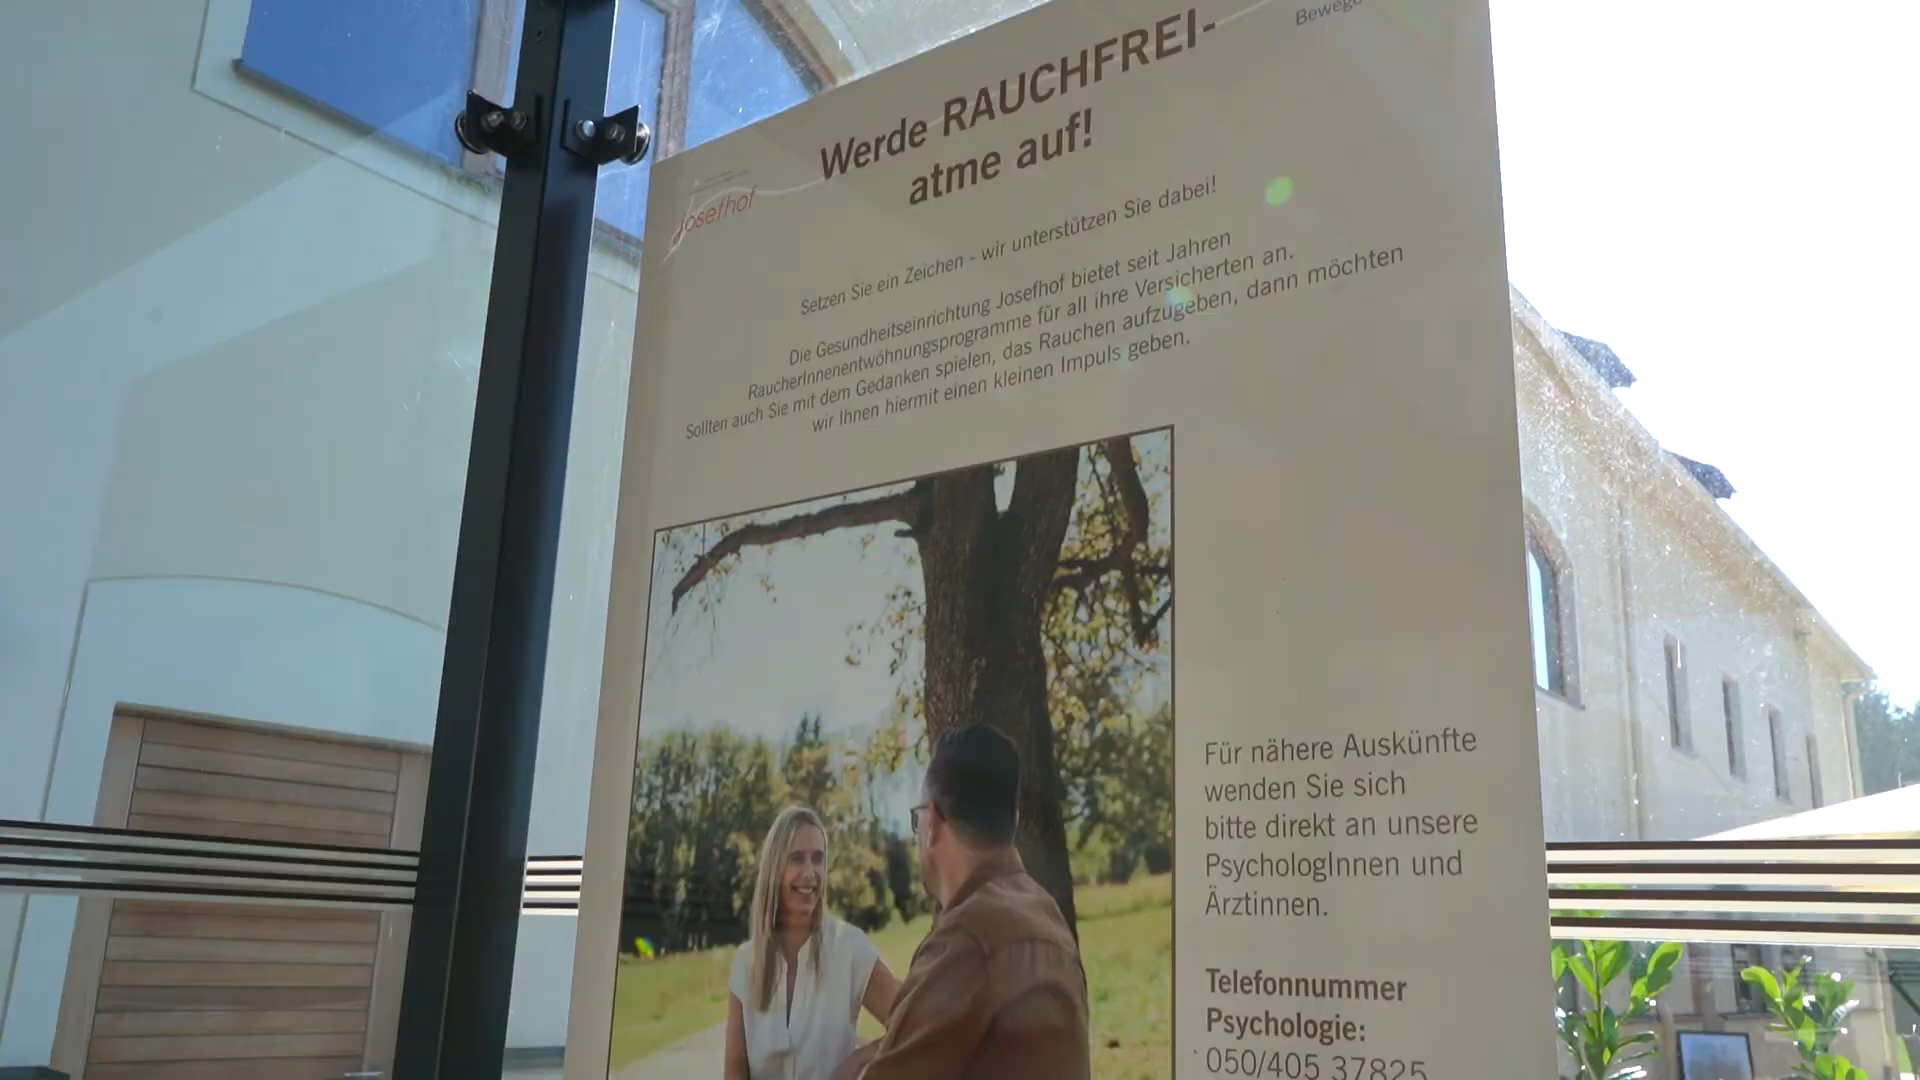 Bewege
Werde RAUCHFREI-
atme auf!
Josefhof
Setzen Sie ein Zeichen - wir unterstützen Sie dabei!
Die Gesundheitseinrichtung Josefhof bietet seit Jahren
RaucherInnenentwöhnungsprogramme für all ihre Versicherten an.
Sollten auch Sie mit dem Gedanken spielen, das Rauchen aufzugeben, dann möchten
wir Ihnen hiermit einen kleinen Impuls geben.
Für nähere Auskünfte
wenden Sie sich
bitte direkt an unsere
PsychologInnen und
Ärztinnen.
Telefonnummer
Psychologie:
050/405 37825